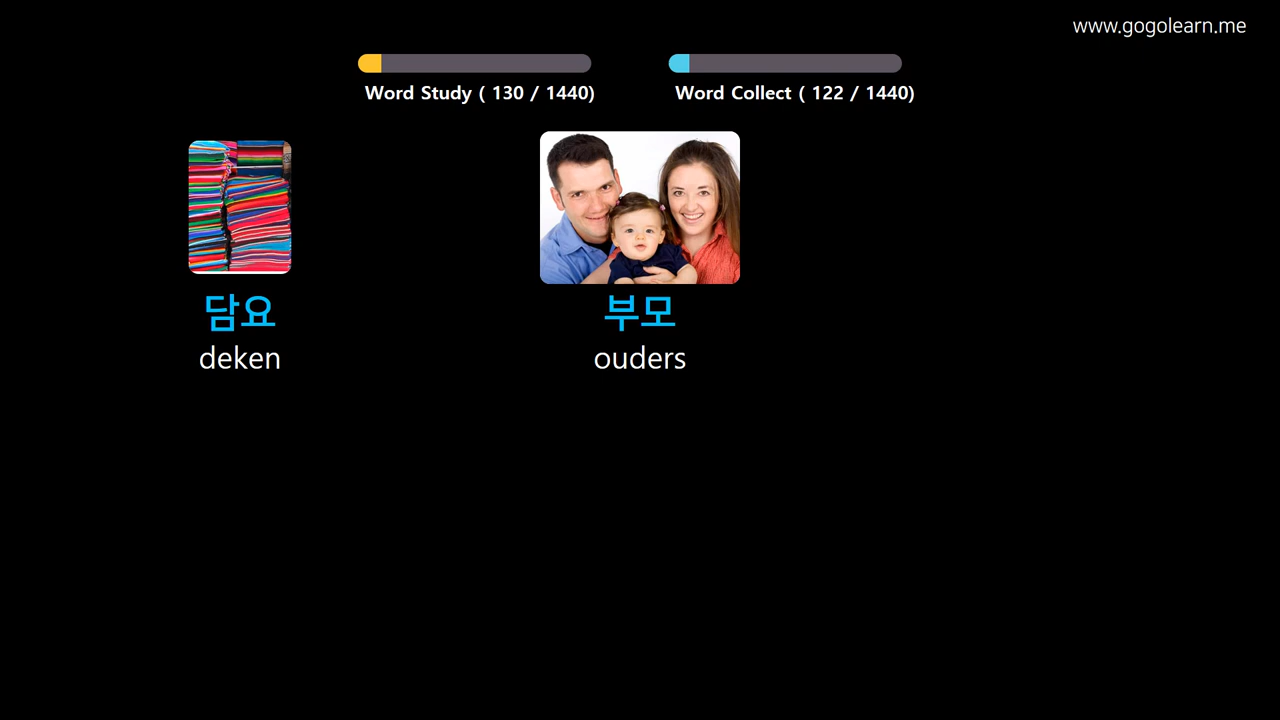 www.gogolearn.me
Word Study ( 130 / 1440)
Word Collect ( 122 / 1440)
담요
deken
부모
ouders